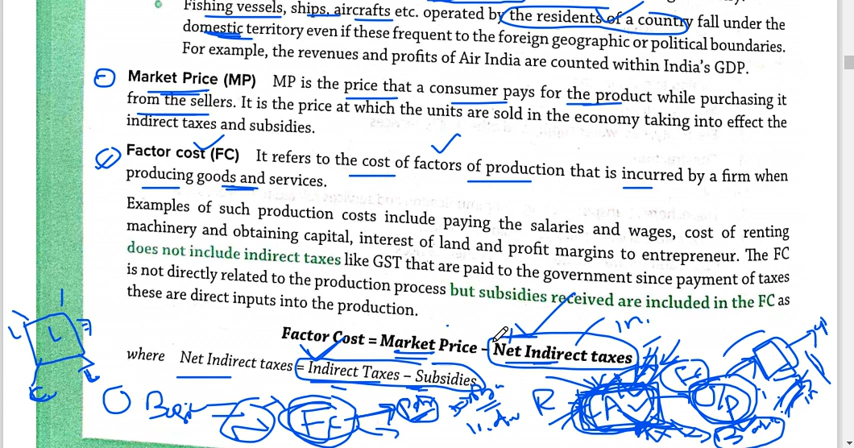 Fishing vessels, ships, aircrafts etc. operated by the residents of a country fall under the
domestic territory even if these frequent to the foreign geographic or political boundaries.
For example, the revenues and profits of Air India are counted within India's GDP.
Market Price (MP) MP is the price that a consumer pays for the product while purchasing it
from the sellers. It is the price at which the units are sold in the economy taking into effect the
indirect taxes and subsidies.
Factor cost (FC) It refers to the cost of factors of production that is incurred by a firm when
producing goods and services.
Examples of such production costs include paying the salaries and wages, cost of renting
machinery and obtaining capital, interest of land and profit margins to entrepreneur. The FC
does not include indirect taxes like GST that are paid to the government since payment of taxes
is not directly related to the production process but subsidies received are included in the FC as
these are direct inputs into the production.
Factor Cost = Market Price - Net Indirect taxes
where Net Indirect taxes = Indirect Taxes - Subsidies